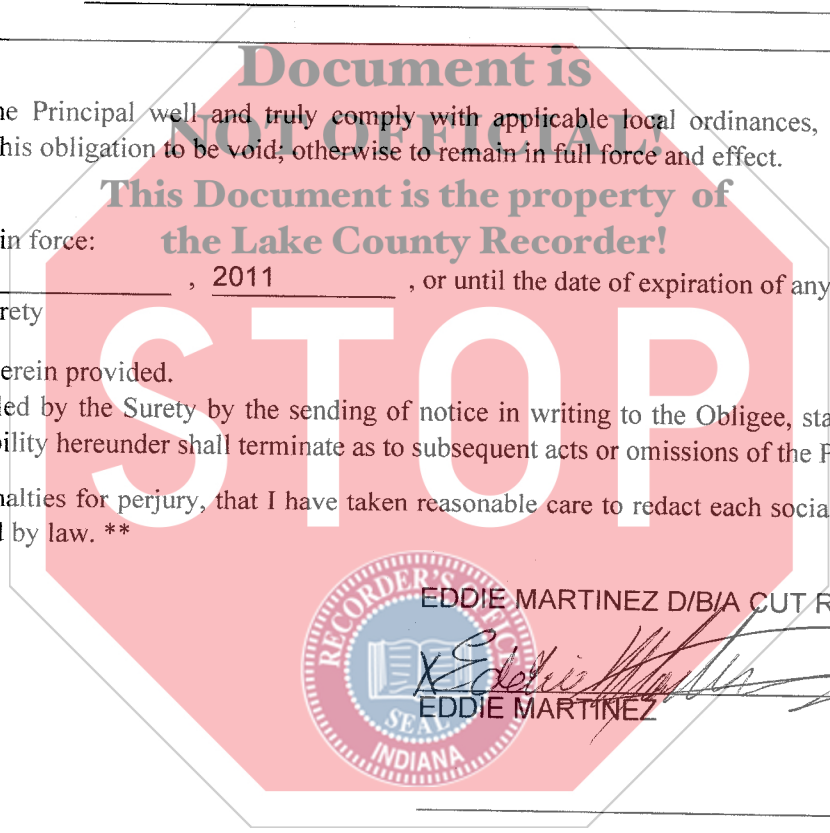 Document is
ne Principal well and truly comply with applicable local ordinances,
NOT OFFICIAL!
his obligation to be void; otherwise to remain in full force and effect.
This Document is the property of
in force:
the Lake County Recorder!
, 2011 , or until the date of expiration of any
rety
STOP
erein provided.
led by the Surety by the sending of notice in writing to the Obligee, sta
bility hereunder shall terminate as to subsequent acts or omissions of the P
nalties for perjury, that I have taken reasonable care to redact each socia
d by law. **
RECORDER'S OFFICE
SEAL
INDIANA
EDDIE MARTINEZ D/B/A CUT R
X Eddie Martinez
EDDIE MARTINEZ